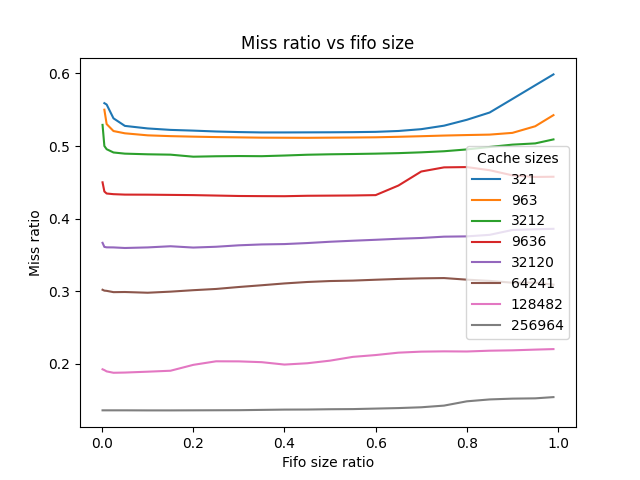 Miss ratio vs fifo size
Miss ratio
0.6
0.5
0.4
0.3
0.2
Cache sizes
321
963
3212
9636
32120
64241
128482
256964
0.0 0.2 0.4 0.6 0.8 1.0
Fifo size ratio